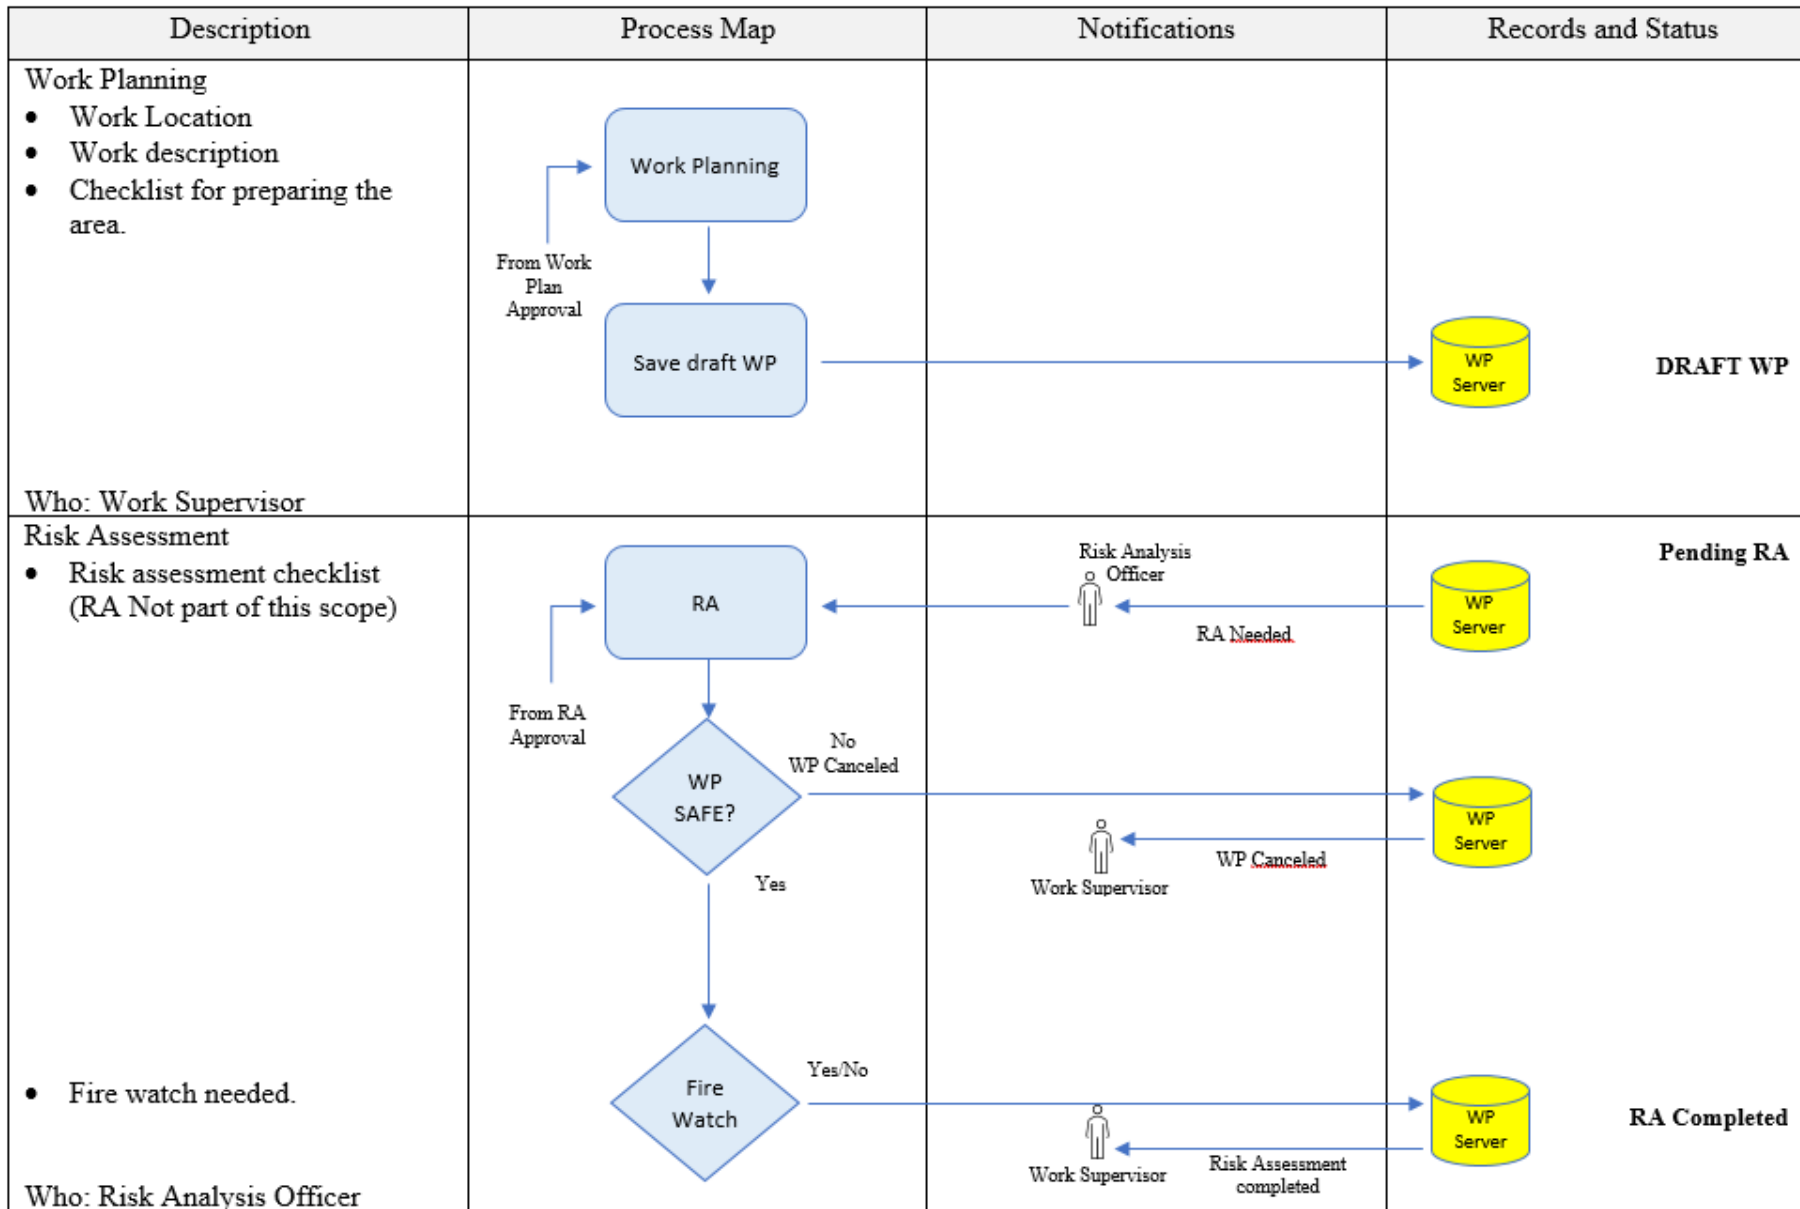 Description
Process Map
Notifications
Records and Status
Work Planning
• Work Location
• Work description
• Checklist for preparing the
area.
Who: Work Supervisor
Work Planning
From Work
Plan
Approval
Save draft WP
WP
Server
DRAFT WP
Risk Assessment
• Risk assessment checklist
(RA Not part of this scope)
• Fire watch needed.
Who: Risk Analysis Officer
RA
From RA
Approval
WP
SAFE?
No
WP Canceled
Yes
Fire
Watch
Yes/No
Risk Analysis
Officer
RA Needed
WP Canceled
Work Supervisor
Work Supervisor
Risk Assessment
completed
Pending RA
WP
Server
WP
Server
WP
Server
RA Completed